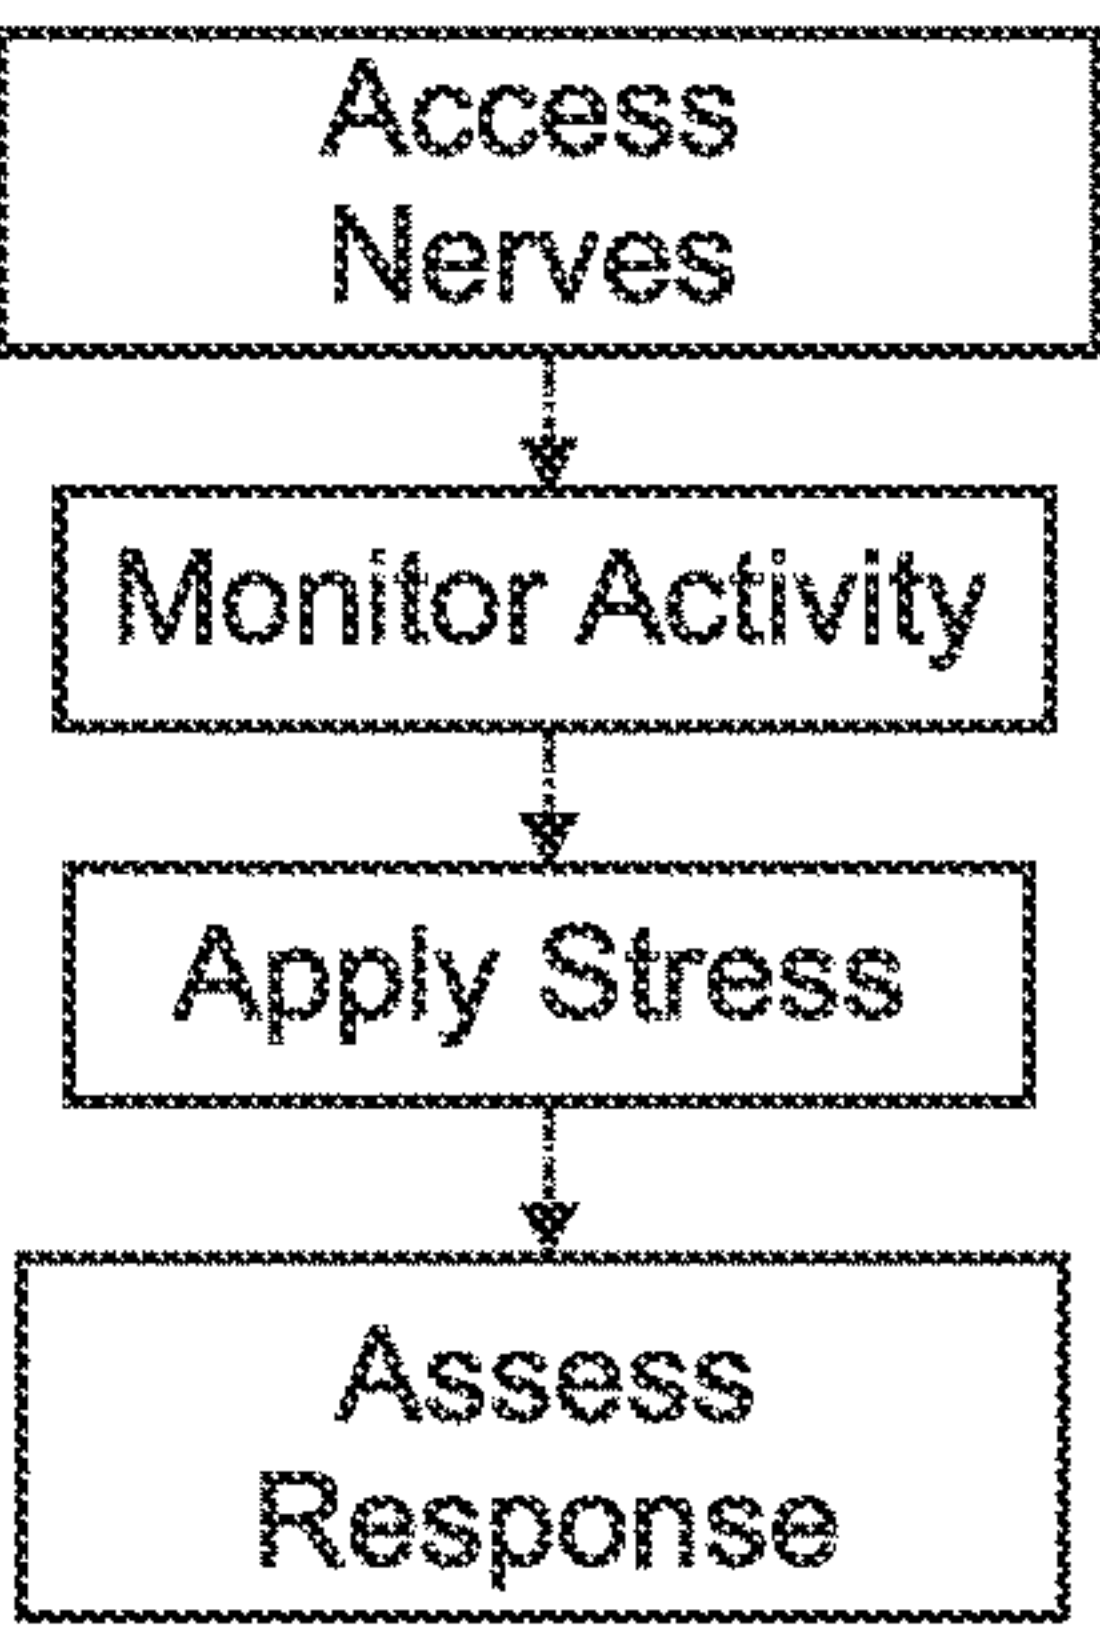 Access
Nerves
Monitor Activity
Apply Stress
Assess
Response